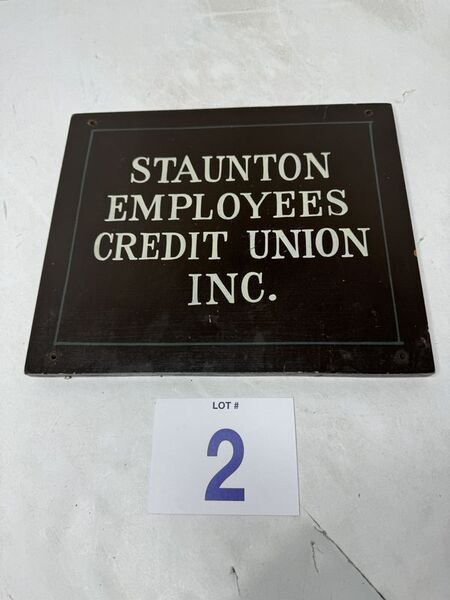 STAUNTON
EMPLOYEES
CREDIT UNION
INC.
LOT #
2